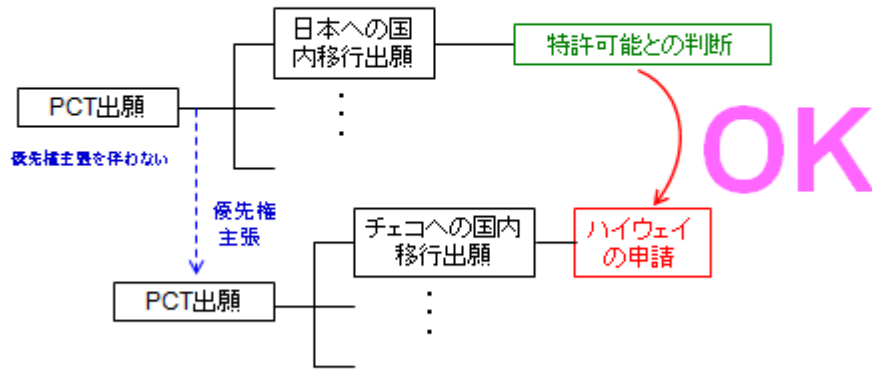 日本への国
内移行出願
特許可能との判断
PCT出願
優先権主張を伴わない
OK
優先権
主張
チェコへの国内
移行出願
ハイウェイ
の申請
PCT出願